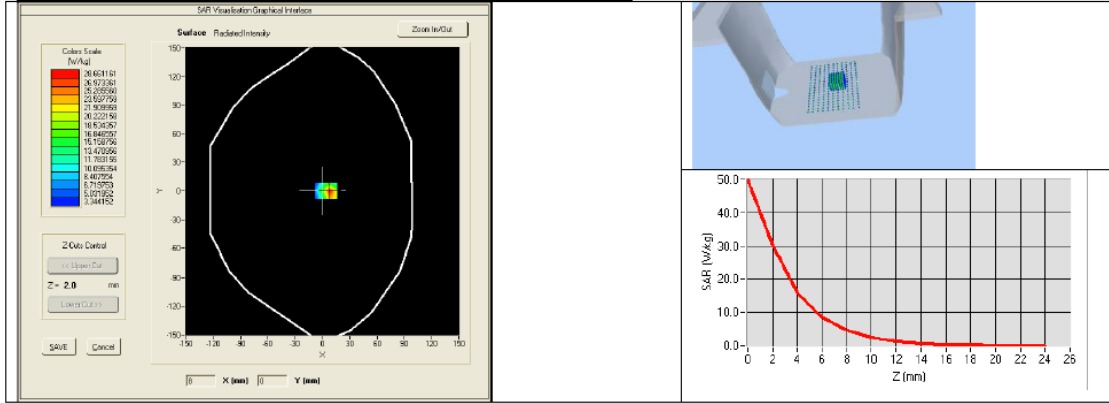 SAR Visualisation Graphical Interface
Surface Radiated Intensity
Zoom In/Out
Colors Scale
(W/kg)
28.661161
26.973361
25.285560
23.597759
21.909959
20.222158
18.534357
16.846557
15.158756
13.470956
11.783155
10.095354
8.407554
6.719753
5.031952
3.344152
150
120
90
60
30
0
-30
-60
-90
-120
-150
Y
-150 -120 -90 -60 -30 0 30 60 90 120 150
X
Z-Cuts Control
<< Upper Cut
Z = 2.0 mm
Lower Cut >>
SAVE Cancel
8 X (mm) 0 Y (mm)
50.0
40.0
30.0
20.0
10.0
0.0
SAR (W/kg)
0 2 4 6 8 10 12 14 16 18 20 22 24 26
Z (mm)